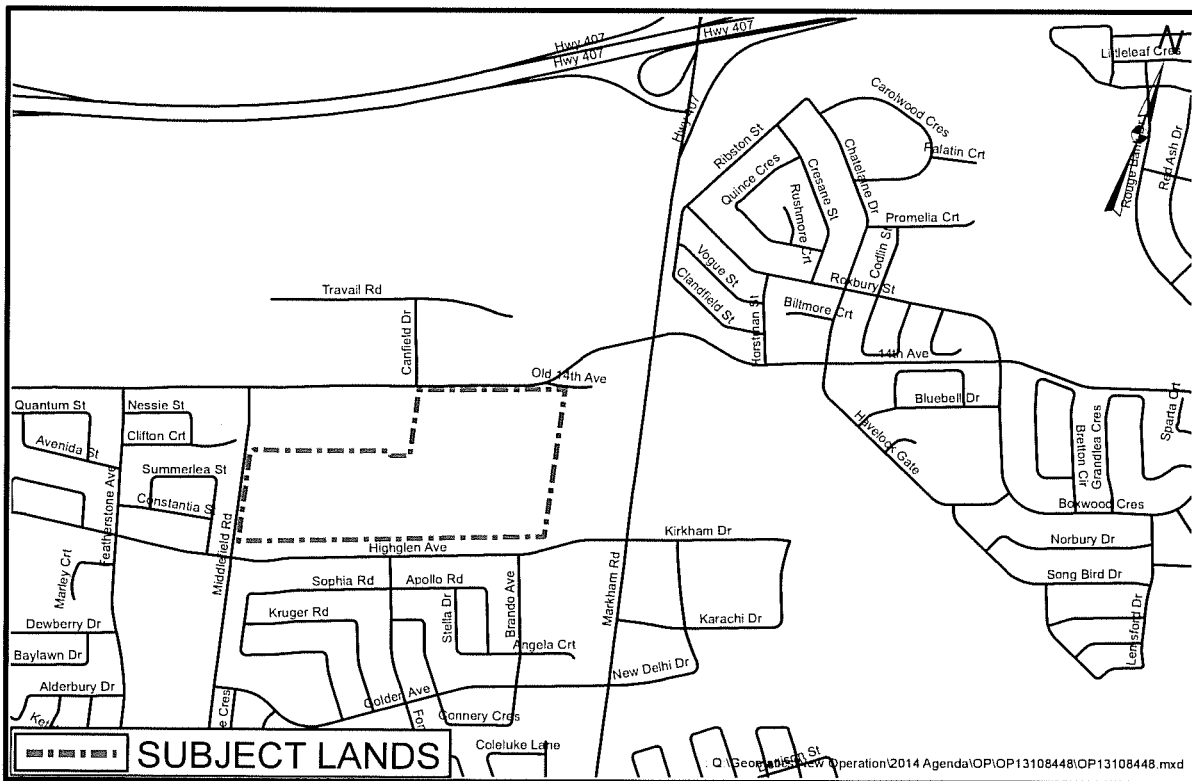 Hwy 407
Hwy 407
Hwy 407
Hwy 407
N
Littleleaf Cres
Red Ash Dr
Carolwood Cres
Palatin Crt
Ribston St
Quince Cres
Chatelaine Dr
Cresane St
Rushmore Crt
Promelia Crt
Codlin St
Vogue St
Clandfield St
Roxbury St
Biltmore Crt
Horstman St
Travail Rd
Canfield Dr
Old 14th Ave
14th Ave
Bluebell Dr
Havelock Gate
Bretton Cir
Grandlea Cres
Sparta Crt
Boxwood Cres
Quantum St
Nessie St
Clifton Crt
Avenida St
Summerlea St
Constantia S
Featherstone Ave
Middlefield Rd
Highglen Ave
Kirkham Dr
Norbury Dr
Song Bird Dr
Marley Crt
Sophia Rd
Apollo Rd
Kruger Rd
Stella Dr
Brando Ave
Markham Rd
Karachi Dr
Dewberry Dr
Angela Crt
Baylawn Dr
New Delhi Dr
Alderbury Dr
Golden Ave
Connery Cres
e Cres
Coleluke Lane
SUBJECT LANDS
Operation\2014 Agenda\OP\OP13108448\OP13108448.mxd